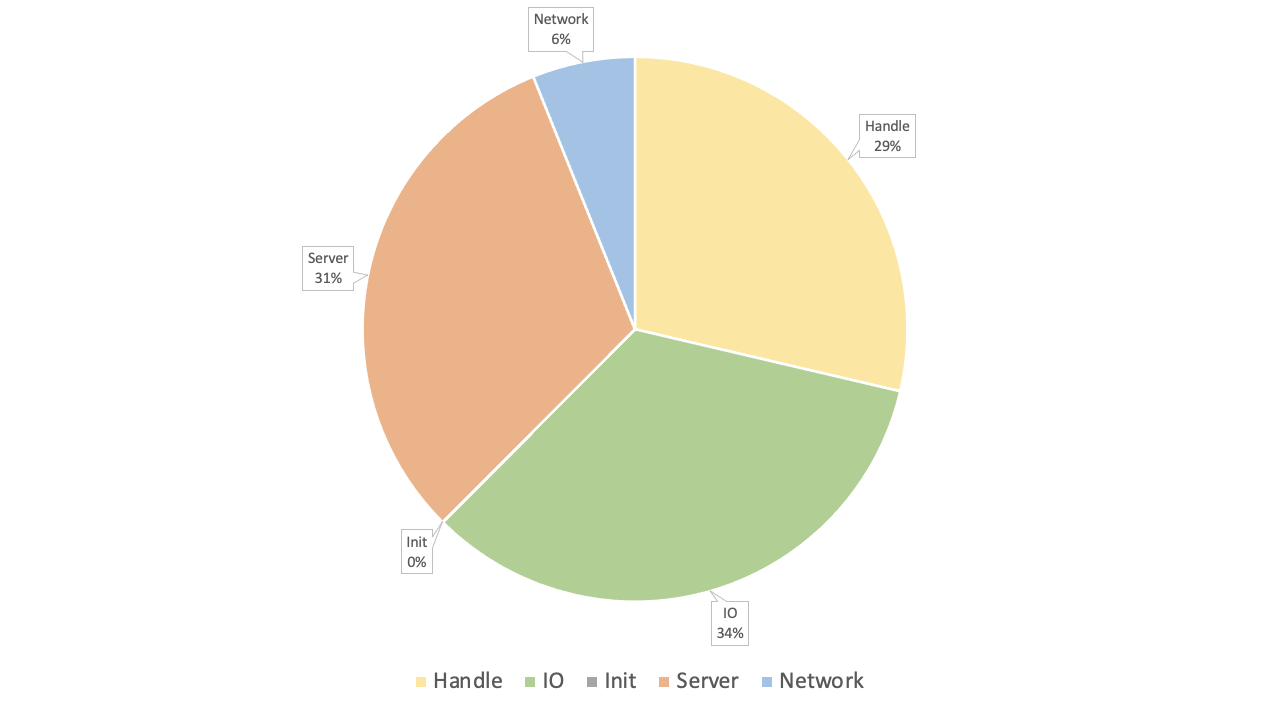 Network
6%
Handle
29%
Server
31%
Init
0%
IO
34%
Handle IO Init Server Network